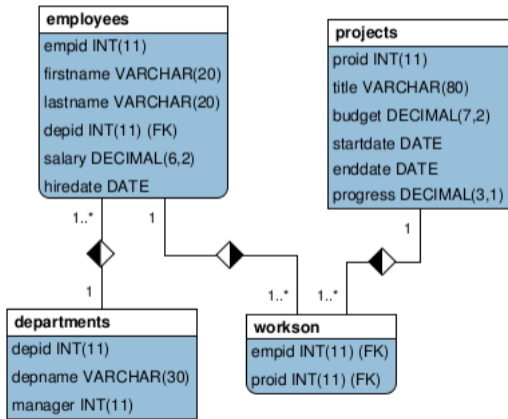 employees
empid INT(11)
firstname VARCHAR(20)
lastname VARCHAR(20)
depid INT(11) (FK)
salary DECIMAL(6,2)
hiredate DATE
projects
proid INT(11)
title VARCHAR(80)
budget DECIMAL(7,2)
startdate DATE
enddate DATE
progress DECIMAL(3,1)
1..*
1
1
1
1..*
1..*
departments
depid INT(11)
depname VARCHAR(30)
manager INT(11)
workson
empid INT(11) (FK)
proid INT(11) (FK)